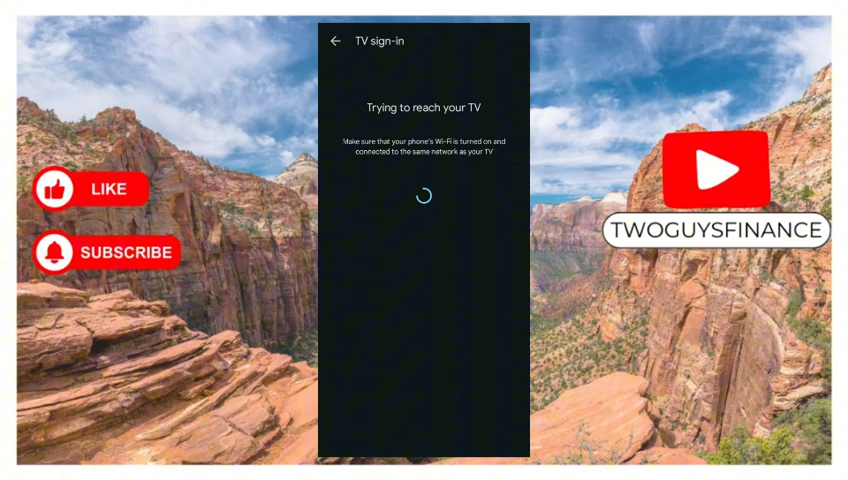 TV sign-in
Trying to reach your TV
Make sure that your phone's Wi-Fi is turned on and
connected to the same network as your TV
LIKE
SUBSCRIBE
TWOGUYSFINANCE